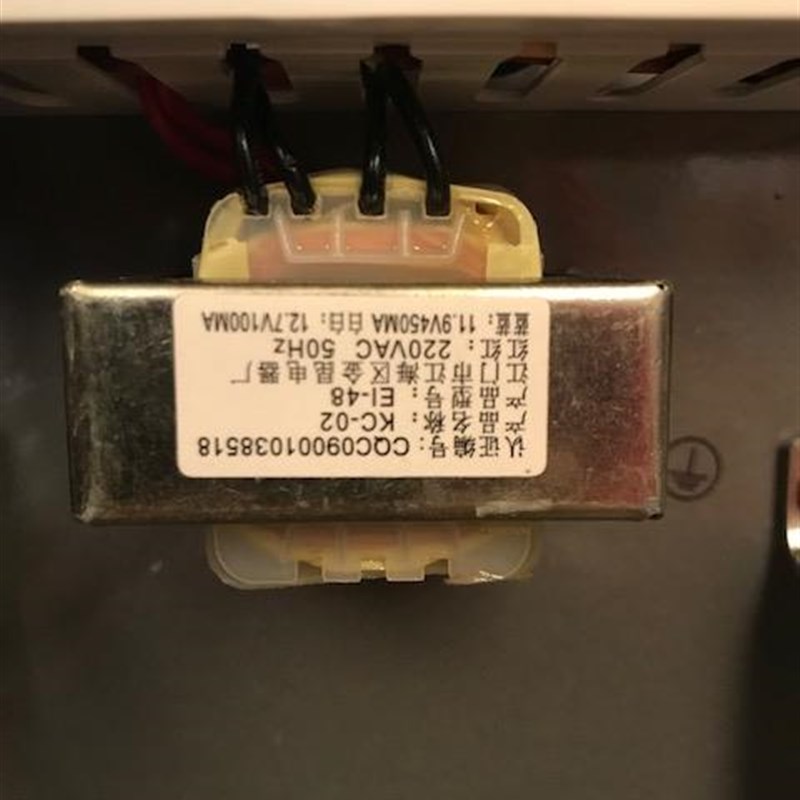 认证编号：CQC09001038518
产品名称：KC-02
产品型号：EI-48
江门市江海区金昆电器厂
红红：220VAC 50Hz
蓝蓝：11.9V450MA 白白：12.7V100MA